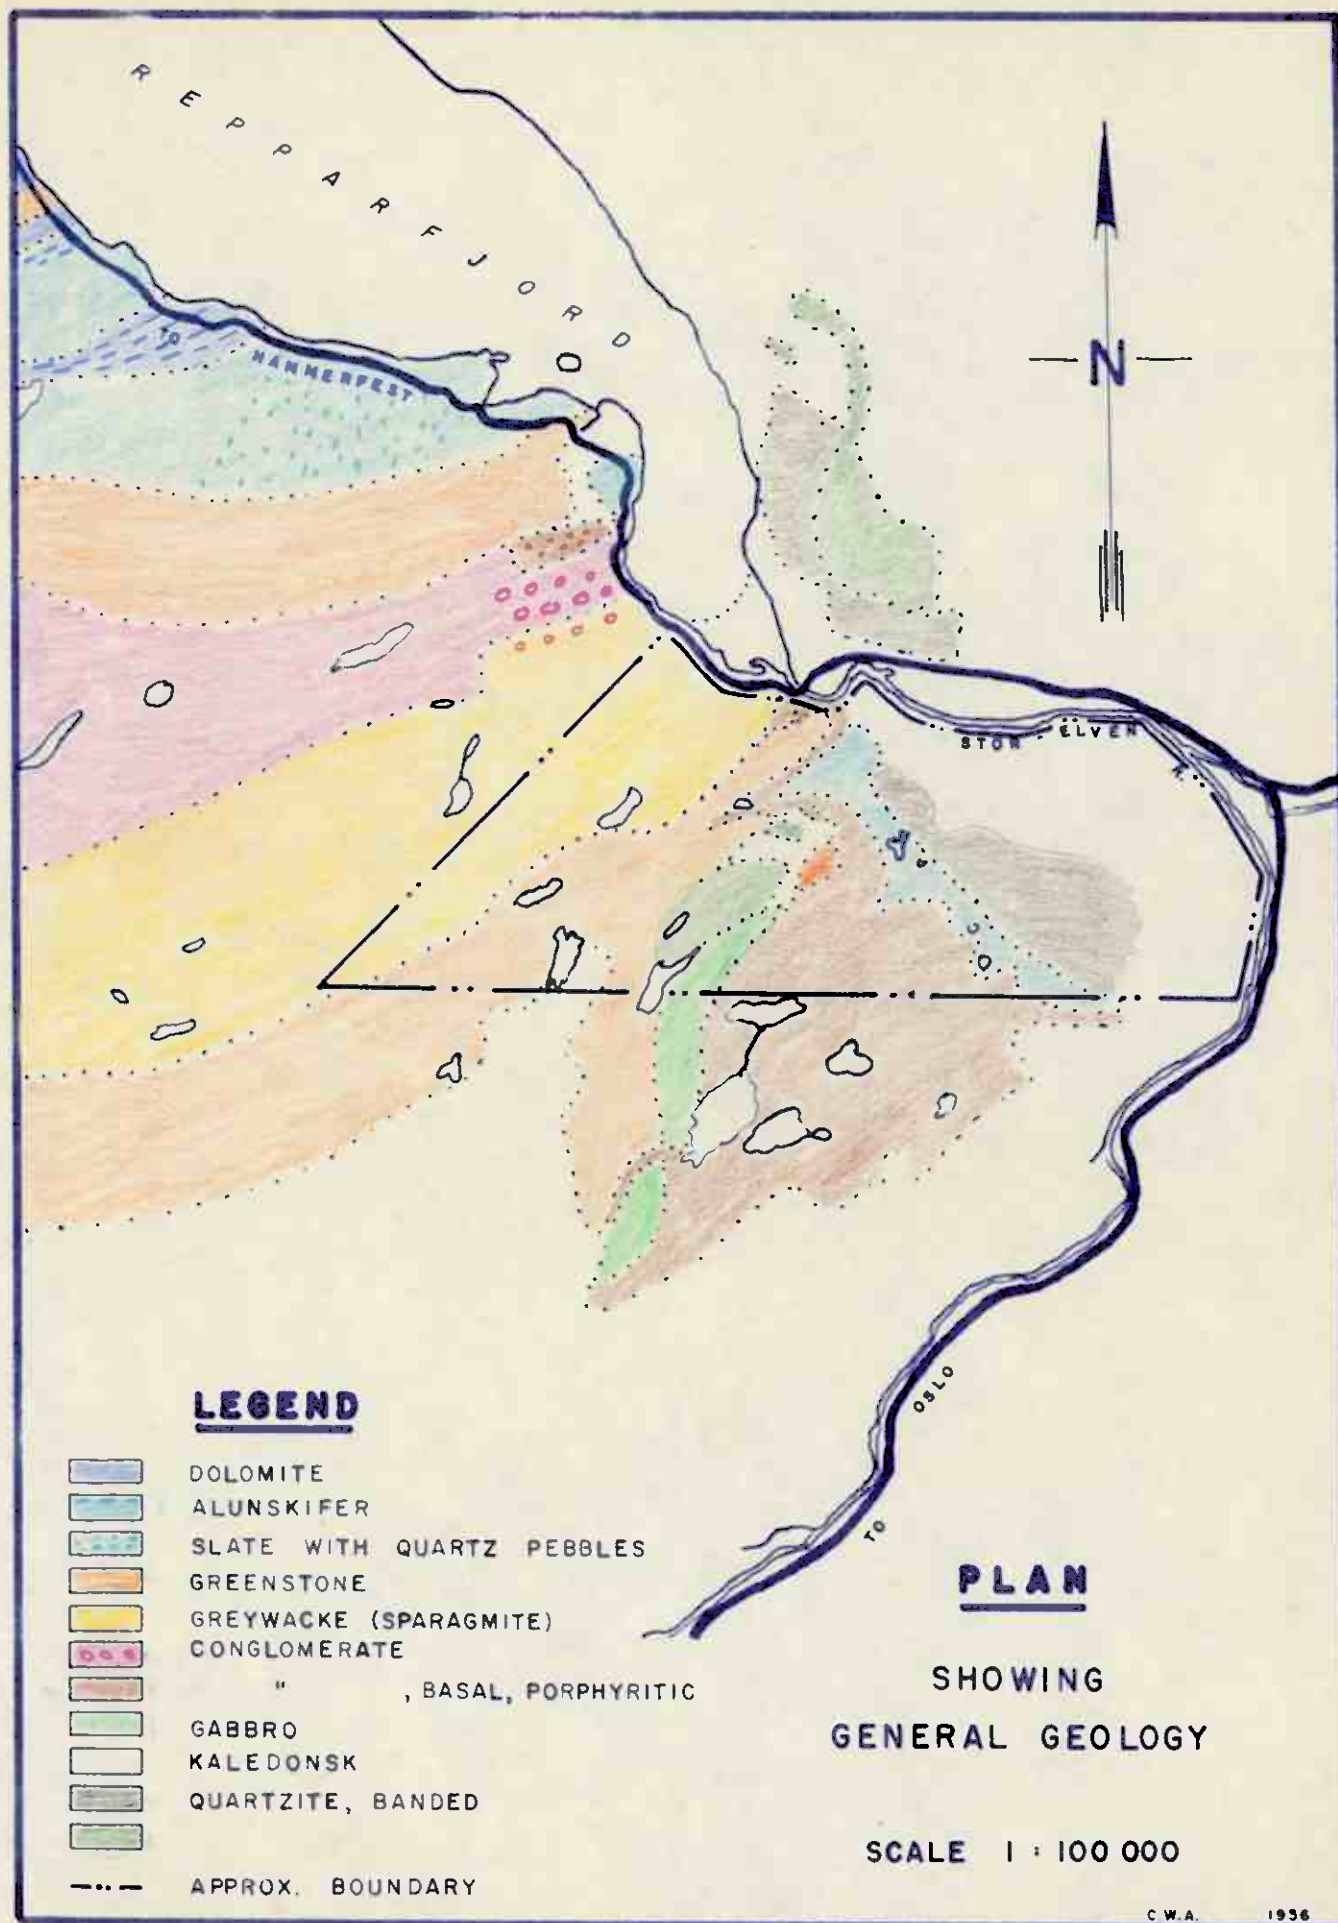 REPPARFJORD
N
TO HAMMERFEST
STOR ELVEN R.
TO OSLO
LEGEND
DOLOMITE
ALUNSKIFER
SLATE WITH QUARTZ PEBBLES
GREENSTONE
GREYWACKE (SPARAGMITE)
CONGLOMERATE
" , BASAL, PORPHYRITIC
GABBRO
KALEDONSK
QUARTZITE, BANDED
APPROX. BOUNDARY
PLAN
SHOWING
GENERAL GEOLOGY
SCALE 1 : 100 000
C.W.A. 1956